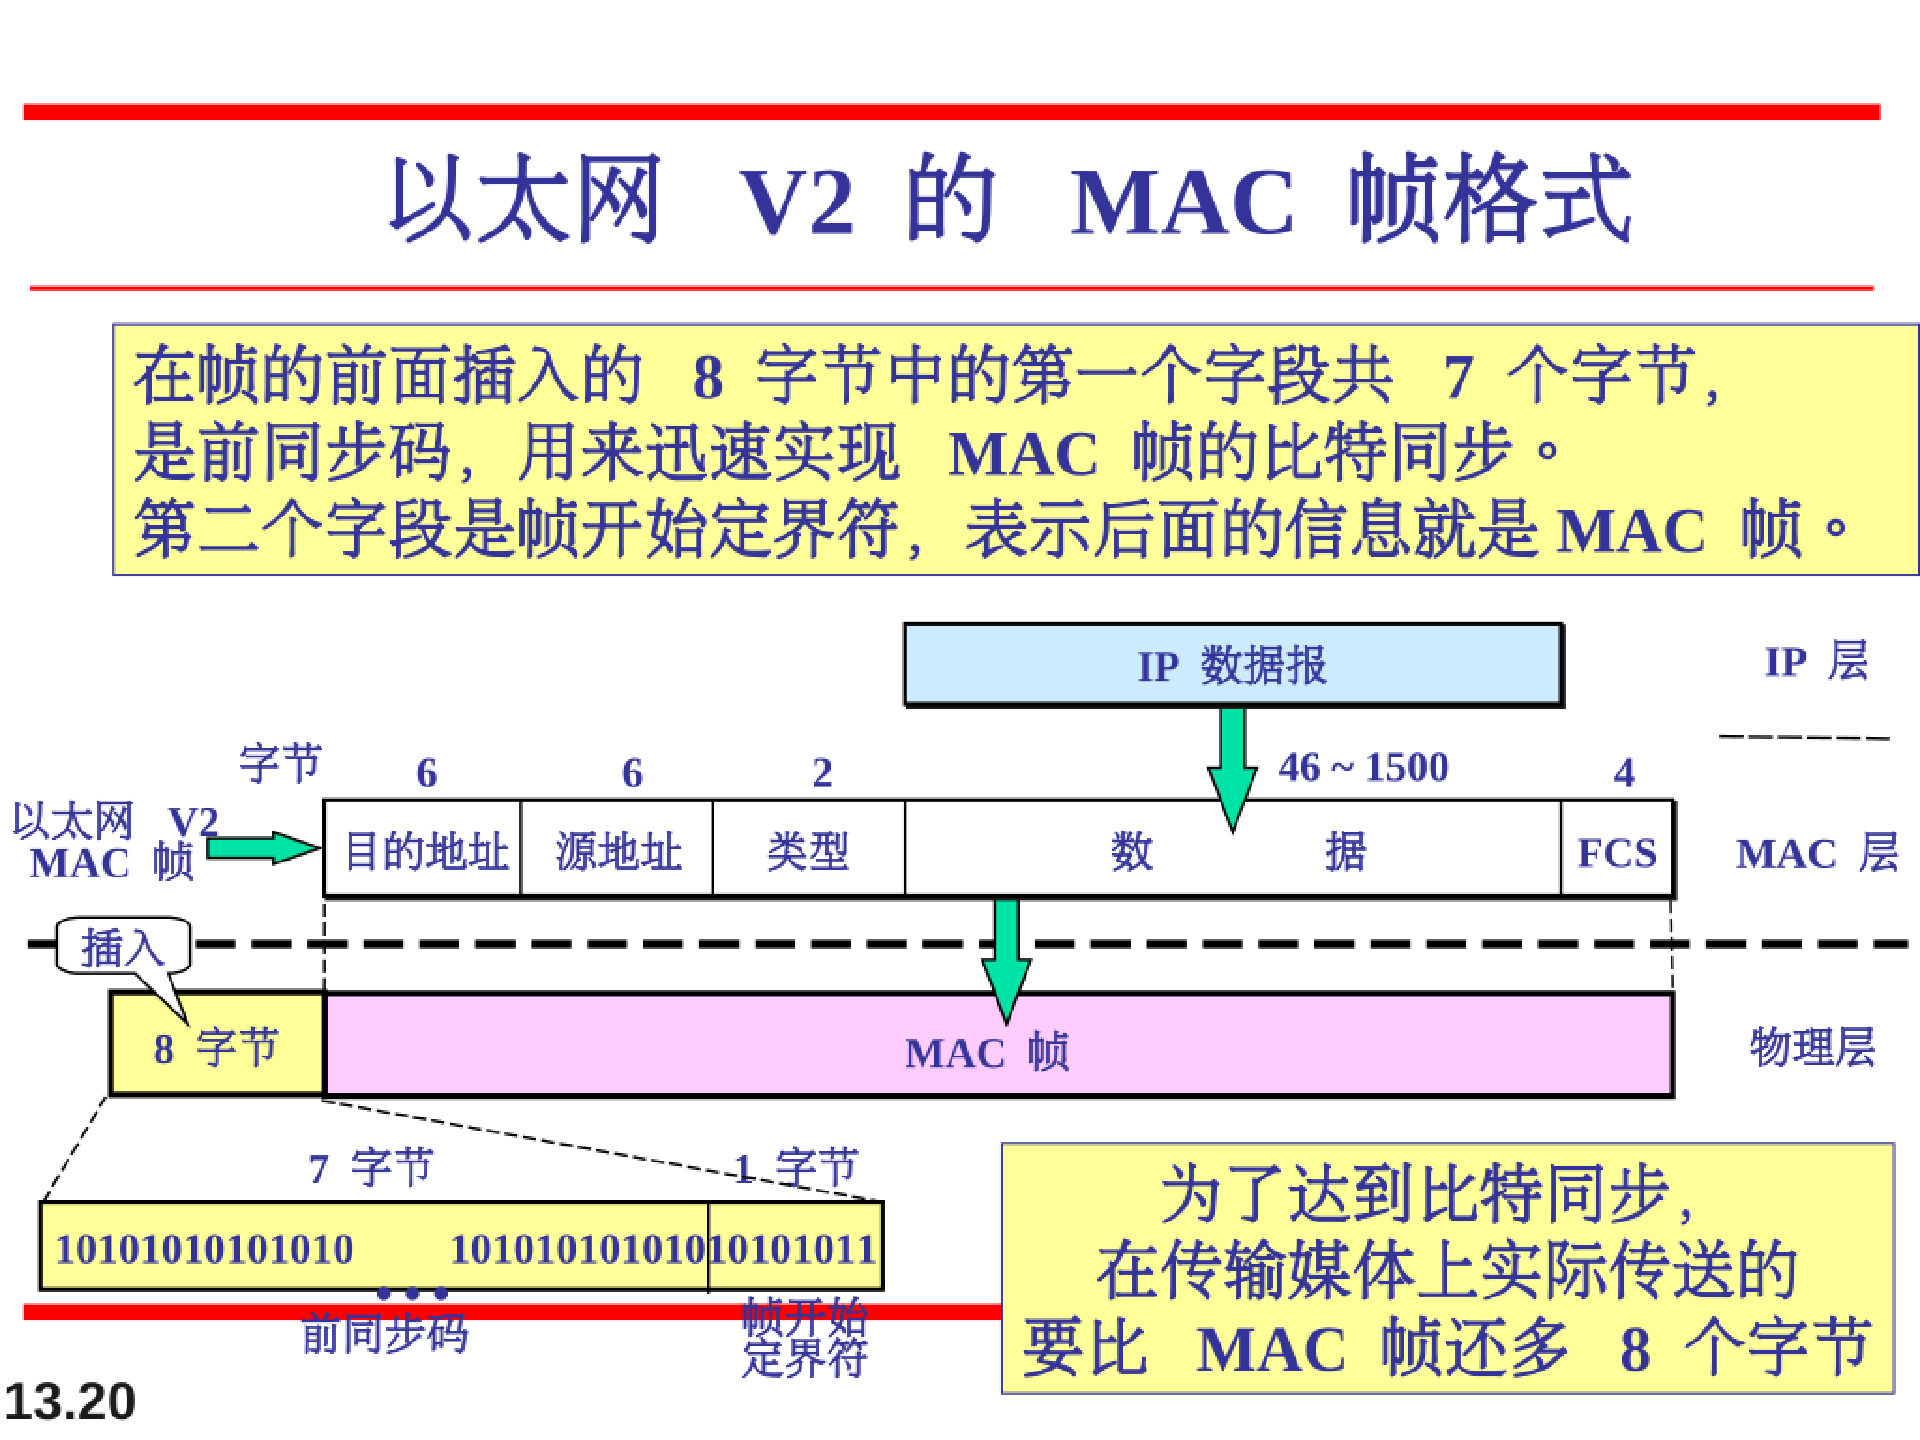 以太网 V2 的 MAC 帧格式
在帧的前面插入的 8 字节中的第一个字段共 7 个字节，
是前同步码，用来迅速实现 MAC 帧的比特同步。
第二个字段是帧开始定界符，表示后面的信息就是 MAC 帧。
IP 数据报
IP 层
字节 6 6 2 46 ~ 1500 4
以太网 V2
MAC 帧
目的地址 源地址 类型 数 据 FCS
MAC 层
插入
8 字节
MAC 帧
物理层
7 字节 1 字节
10101010101010 ••• 101010101010 10101011
前同步码
帧开始
定界符
为了达到比特同步，
在传输媒体上实际传送的
要比 MAC 帧还多 8 个字节
13.20